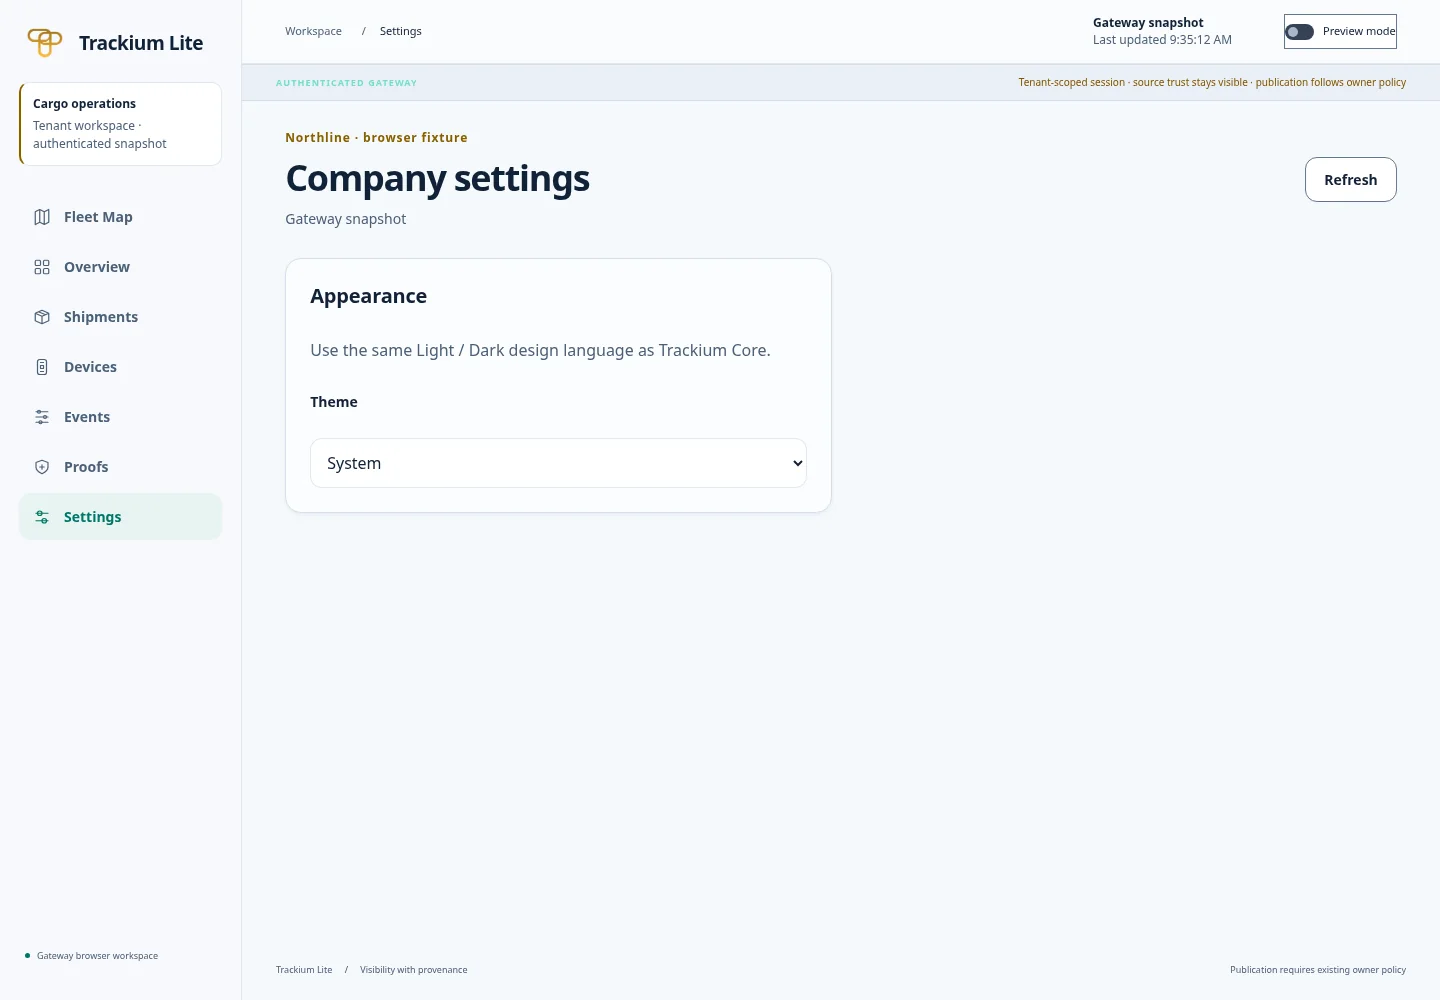 Trackium Lite
Cargo operations
Tenant workspace ·
authenticated snapshot
Fleet Map
Overview
Shipments
Devices
Events
Proofs
Settings
Gateway browser workspace
Workspace / Settings
Gateway snapshot
Last updated 9:35:12 AM
Preview mode
AUTHENTICATED GATEWAY
Tenant-scoped session · source trust stays visible · publication follows owner policy
Northline · browser fixture
Company settings
Gateway snapshot
Refresh
Appearance
Use the same Light / Dark design language as Trackium Core.
Theme
System
Trackium Lite / Visibility with provenance
Publication requires existing owner policy